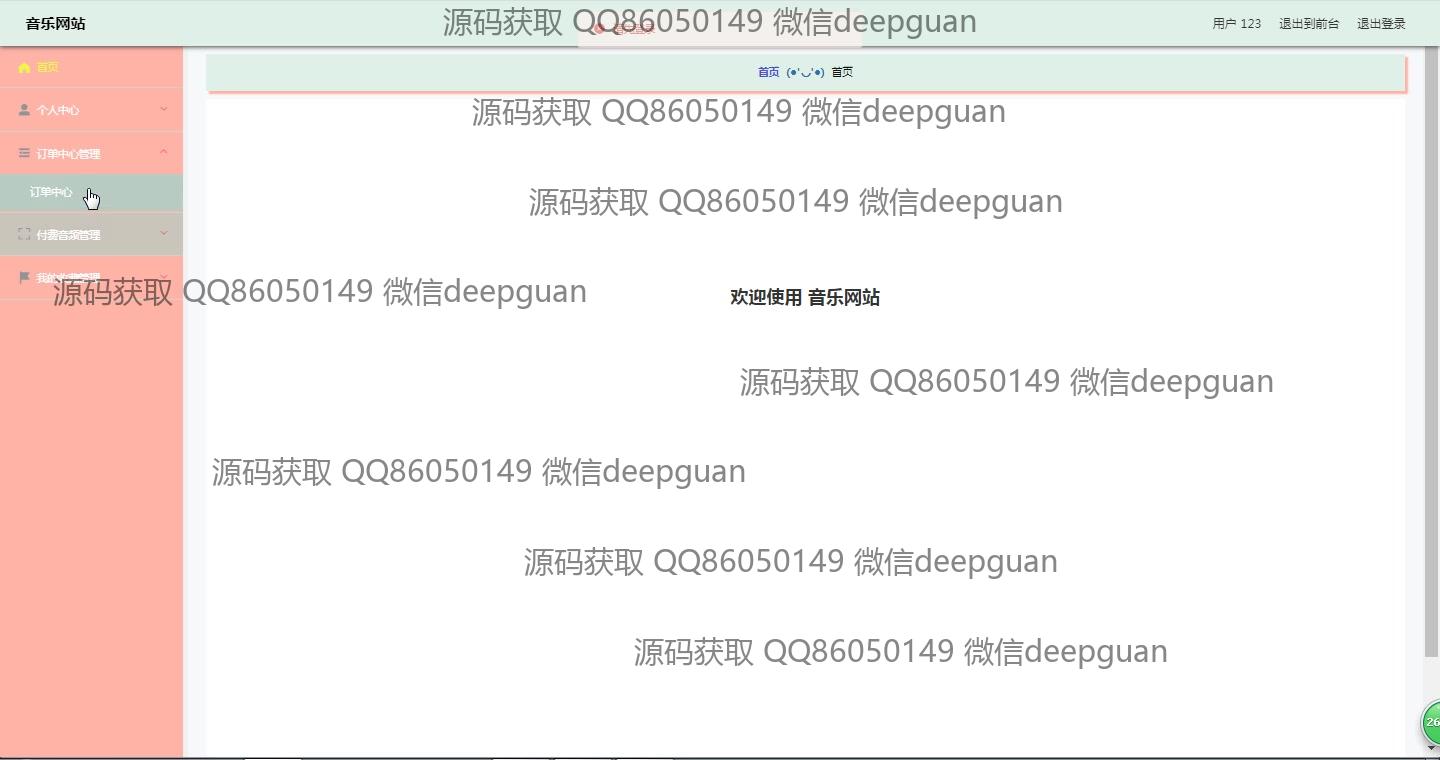 音乐网站
源码获取 QQ86050149 微信deepguan
用户 123 退出到前台 退出登录
首页
首页 (●'◡'●) 首页
个人中心
源码获取 QQ86050149 微信deepguan
订单中心管理
订单中心
源码获取 QQ86050149 微信deepguan
付费音频管理
我的收藏管理
源码获取 QQ86050149 微信deepguan
欢迎使用 音乐网站
源码获取 QQ86050149 微信deepguan
源码获取 QQ86050149 微信deepguan
源码获取 QQ86050149 微信deepguan
源码获取 QQ86050149 微信deepguan
26